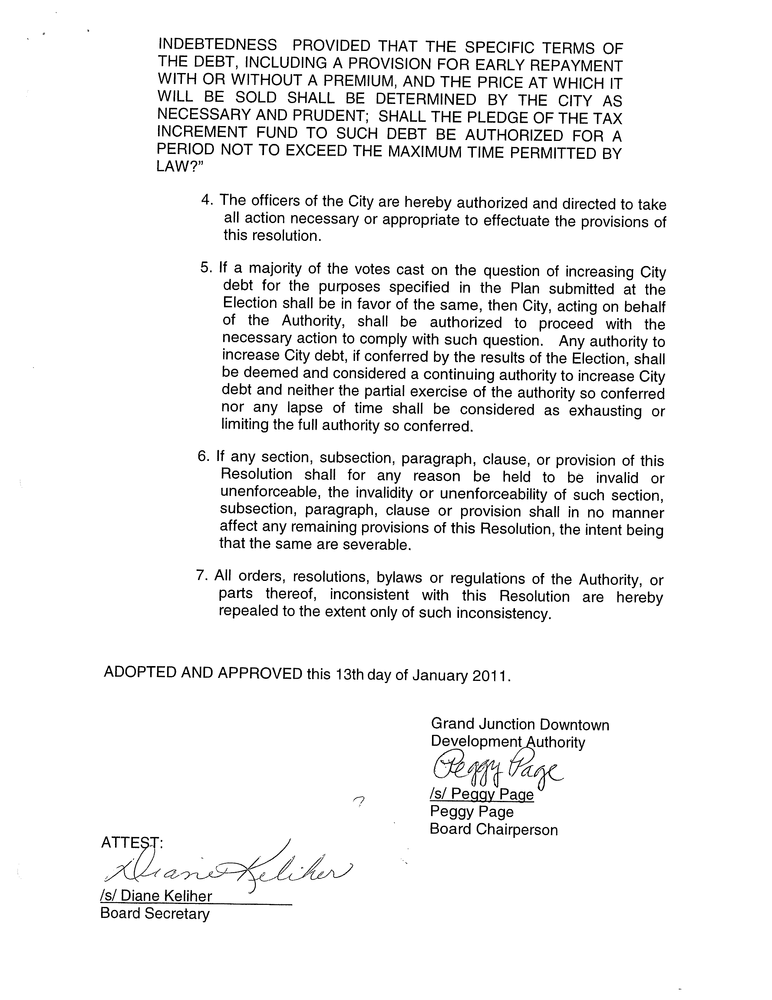 INDEBTEDNESS PROVIDED THAT THE SPECIFIC TERMS OF
THE DEBT, INCLUDING A PROVISION FOR EARLY REPAYMENT
WITH OR WITHOUT A PREMIUM, AND THE PRICE AT WHICH IT
WILL BE SOLD SHALL BE DETERMINED BY THE CITY AS
NECESSARY AND PRUDENT; SHALL THE PLEDGE OF THE TAX
INCREMENT FUND TO SUCH DEBT BE AUTHORIZED FOR A
PERIOD NOT TO EXCEED THE MAXIMUM TIME PERMITTED BY
LAW?”
4. The officers of the City are hereby authorized and directed to take
all action necessary or appropriate to effectuate the provisions of
this resolution.
5. If a majority of the votes cast on the question of increasing City
debt for the purposes specified in the Plan submitted at the
Election shall be in favor of the same, then City, acting on behalf
of the Authority, shall be authorized to proceed with the
necessary action to comply with such question. Any authority to
increase City debt, if conferred by the results of the Election, shall
be deemed and considered a continuing authority to increase City
debt and neither the partial exercise of the authority so conferred
nor any lapse of time shall be considered as exhausting or
limiting the full authority so conferred.
6. If any section, subsection, paragraph, clause, or provision of this
Resolution shall for any reason be held to be invalid or
unenforceable, the invalidity or unenforceability of such section,
subsection, paragraph, clause or provision shall in no manner
affect any remaining provisions of this Resolution, the intent being
that the same are severable.
7. All orders, resolutions, bylaws or regulations of the Authority, or
parts thereof, inconsistent with this Resolution are hereby
repealed to the extent only of such inconsistency.
ADOPTED AND APPROVED this 13th day of January 2011.
Grand Junction Downtown
Development Authority
Peggy Page
/s/ Peggy Page
Peggy Page
Board Chairperson
?
ATTEST:
Diane Keliher
/s/ Diane Keliher
Board Secretary